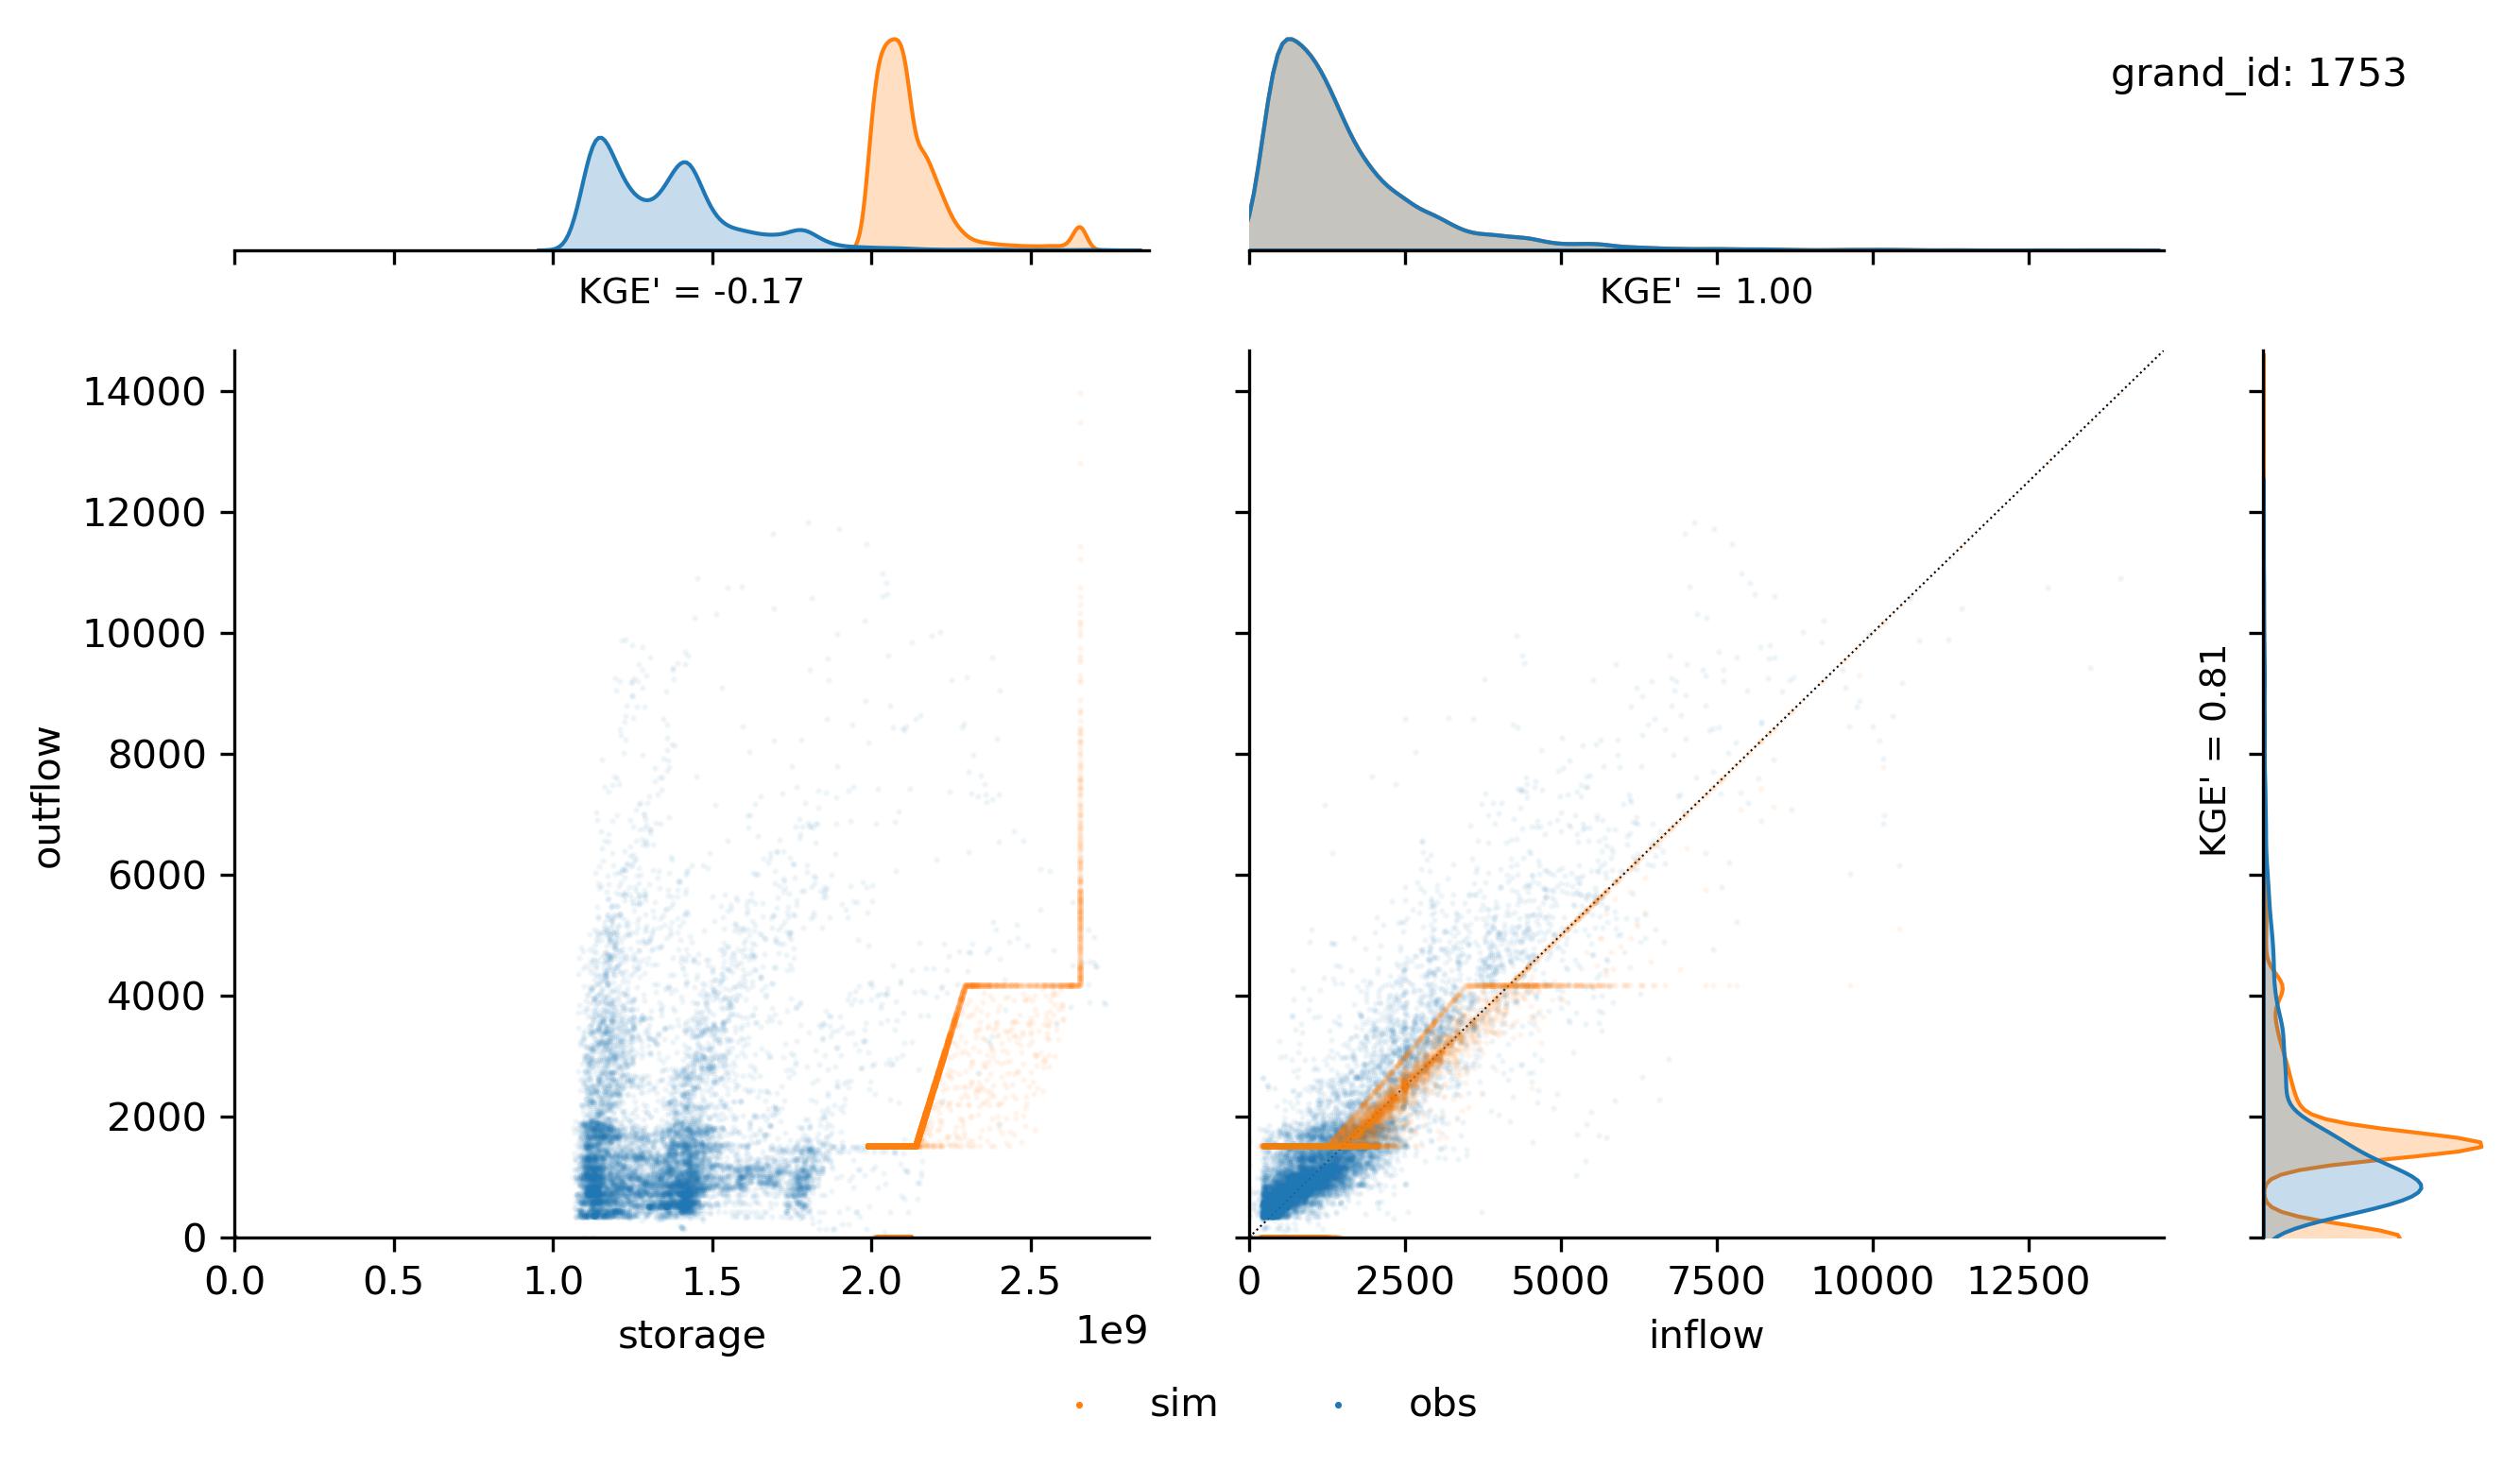 grand_id: 1753
KGE' = -0.17
KGE' = 1.00
14000
12000
10000
8000
6000
4000
2000
0
outflow
KGE' = 0.81
0.0 0.5 1.0 1.5 2.0 2.5
0 2500 5000 7500 10000 12500
1e9
storage
inflow
sim obs